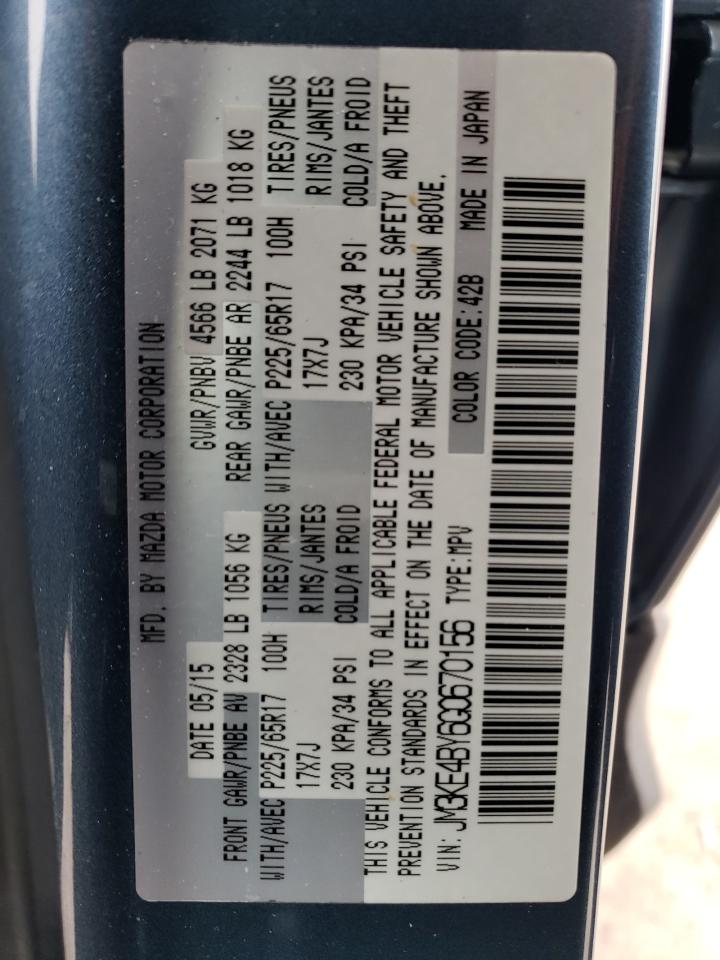 MFD. BY MAZDA MOTOR CORPORATION
DATE 05/15 GVWR/PNBV 4566 LB 2071 KG
FRONT GAWR/PNBE AV 2328 LB 1056 KG REAR GAWR/PNBE AR 2244 LB 1018 KG
WITH/AVEC P225/65R17 100H TIRES/PNEUS WITH/AVEC P225/65R17 100H TIRES/PNEUS
17X7J RIMS/JANTES 17X7J RIMS/JANTES
230 KPA/34 PSI COLD/A FROID 230 KPA/34 PSI COLD/A FROID
THIS VEHICLE CONFORMS TO ALL APPLICABLE FEDERAL MOTOR VEHICLE SAFETY AND THEFT
PREVENTION STANDARDS IN EFFECT ON THE DATE OF MANUFACTURE SHOWN ABOVE.
VIN: JM3KE4BY6G0670156 TYPE:MPV COLOR CODE:42B MADE IN JAPAN